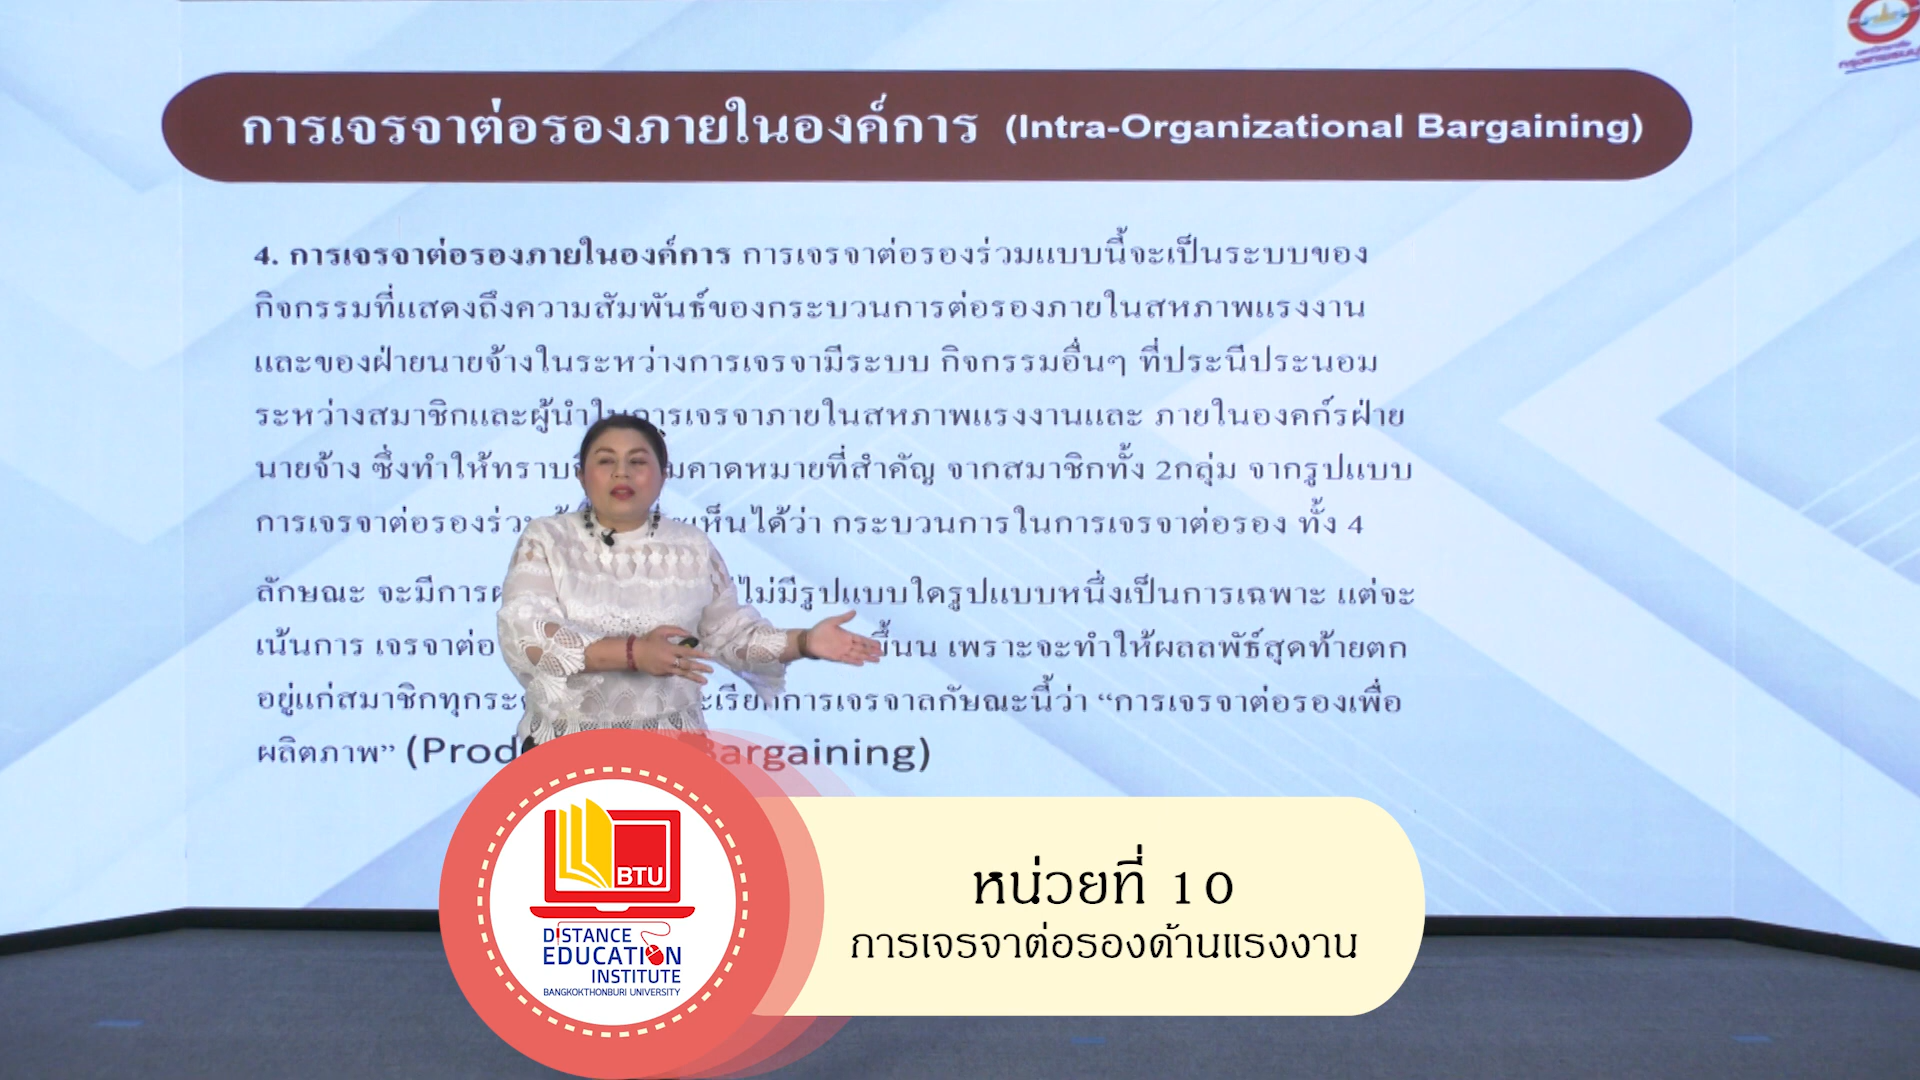 การเจรจาต่อรองภายในองค์การ (Intra-Organizational Bargaining)
4. การเจรจาต่อรองภายในองค์การ การเจรจาต่อรองร่วมแบบนี้จะเป็นระบบของ
กิจกรรมที่แสดงถึงความสัมพันธ์ของกระบวนการต่อรองภายในสหภาพแรงงาน
และของฝ่ายนายจ้างในระหว่างการเจรจามีระบบ กิจกรรมอื่นๆ ที่ประนีประนอม
ระหว่างสมาชิกและผู้นำในการเจรจาภายในสหภาพแรงงานและ ภายในองคก์รฝ่าย
นายจ้าง ซึ่งทำให้ทราบ คาดหมายที่สำคัญ จากสมาชิกทั้ง 2กลุ่ม จากรูปแบบ
การเจรจาต่อรองร่วม เห็นได้ว่า กระบวนการในการเจรจาต่อรอง ทั้ง 4
ลักษณะ จะมีการ ไม่มีรูปแบบใดรูปแบบหนึ่งเป็นการเฉพาะ แต่จะ
เน้นการ เจรจาต่อ ขึ้นน เพราะจะทำให้ผลลพัธ์สุดท้ายตก
อยู่แก่สมาชิกทุกระ เรียกการเจรจาลกัษณะนี้ว่า “การเจรจาต่อรองเพื่อ
ผลิตภาพ” (Prod Bargaining)
BTU
DISTANCE
EDUCATION
INSTITUTE
BANGKOKTHONBURI UNIVERSITY
หน่วยที่ 10
การเจรจาต่อรองด้านแรงงาน